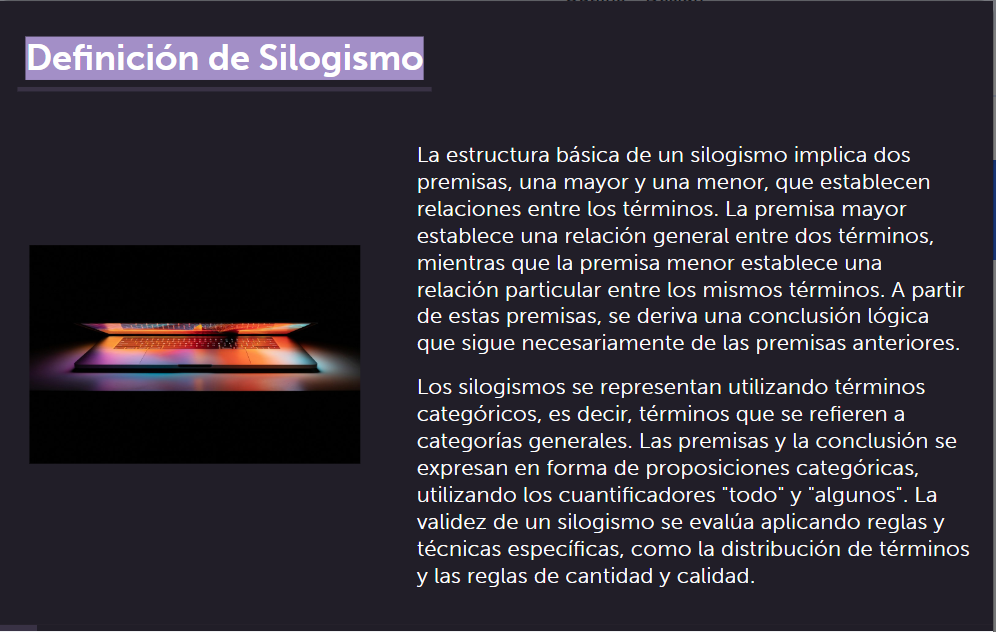 Definición de Silogismo
La estructura básica de un silogismo implica dos
premisas, una mayor y una menor, que establecen
relaciones entre los términos. La premisa mayor
establece una relación general entre dos términos,
mientras que la premisa menor establece una
relación particular entre los mismos términos. A partir
de estas premisas, se deriva una conclusión lógica
que sigue necesariamente de las premisas anteriores.
Los silogismos se representan utilizando términos
categóricos, es decir, términos que se refieren a
categorías generales. Las premisas y la conclusión se
expresan en forma de proposiciones categóricas,
utilizando los cuantificadores "todo" y "algunos". La
validez de un silogismo se evalúa aplicando reglas y
técnicas específicas, como la distribución de términos
y las reglas de cantidad y calidad.